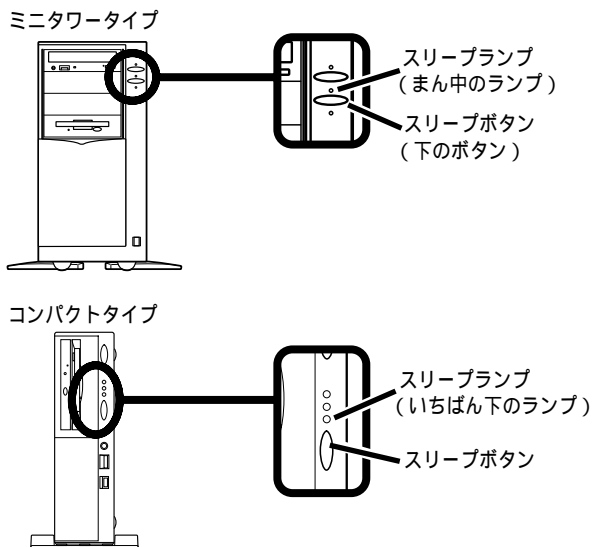 ミニタワータイプ
スリープランプ
(まん中のランプ)
スリープボタン
(下のボタン)
コンパクトタイプ
スリープランプ
(いちばん下のランプ)
スリープボタン